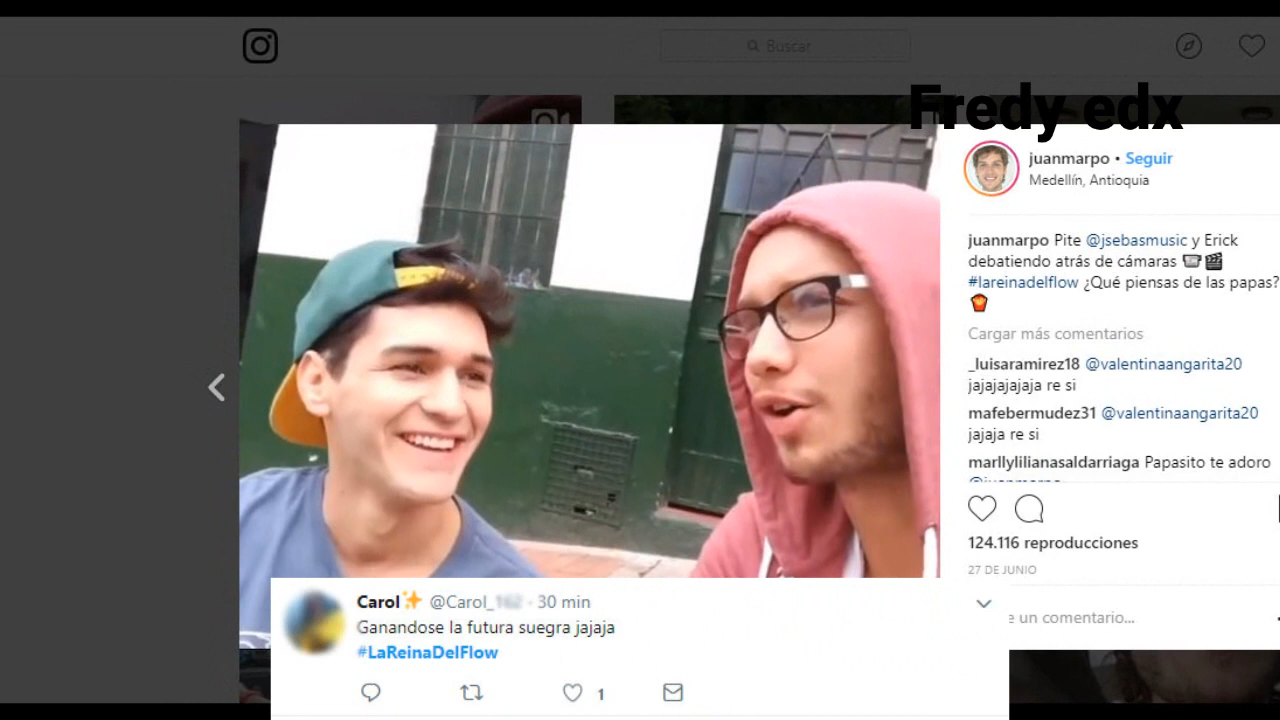 Buscar
Fredy edx
juanmarpo • Seguir
Medellín, Antioquia
juanmarpo Pite @jsebasmusic y Erick
debatiendo atrás de cámaras
#lareinadelflow ¿Qué piensas de las papas?
Cargar más comentarios
_luisaramirez18 @valentinaangarita20
jajajajajaja re si
mafebermudez31 @valentinaangarita20
jajaja re si
marllylilianasaldarriaga Papasito te adoro
124.116 reproducciones
27 DE JUNIO
e un comentario...
Carol✨ @Carol_ · 30 min
Ganandose la futura suegra jajaja
#LaReinaDelFlow
1